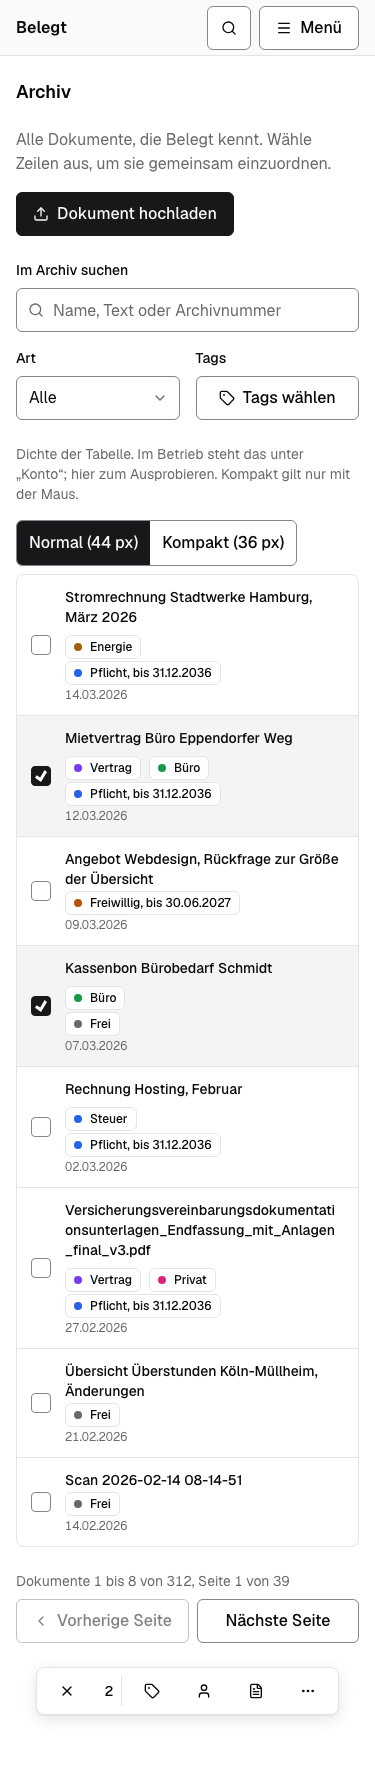 Belegt
Menü
Archiv
Alle Dokumente, die Belegt kennt. Wähle
Zeilen aus, um sie gemeinsam einzuordnen.
Dokument hochladen
Im Archiv suchen
Name, Text oder Archivnummer
Art
Tags
Alle
Tags wählen
Dichte der Tabelle. Im Betrieb steht das unter
„Konto“; hier zum Ausprobieren. Kompakt gilt nur mit
der Maus.
Normal (44 px)
Kompakt (36 px)
Stromrechnung Stadtwerke Hamburg,
März 2026
Energie
Pflicht, bis 31.12.2036
14.03.2026
Mietvertrag Büro Eppendorfer Weg
Vertrag
Büro
Pflicht, bis 31.12.2036
12.03.2026
Angebot Webdesign, Rückfrage zur Größe
der Übersicht
Freiwillig, bis 30.06.2027
09.03.2026
Kassenbon Bürobedarf Schmidt
Büro
Frei
07.03.2026
Rechnung Hosting, Februar
Steuer
Pflicht, bis 31.12.2036
02.03.2026
Versicherungsvereinbarungsdokumentati
onsunterlagen_Endfassung_mit_Anlagen
_final_v3.pdf
Vertrag
Privat
Pflicht, bis 31.12.2036
27.02.2026
Übersicht Überstunden Köln-Müllheim,
Änderungen
Frei
21.02.2026
Scan 2026-02-14 08-14-51
Frei
14.02.2026
Dokumente 1 bis 8 von 312, Seite 1 von 39
Vorherige Seite
Nächste Seite
2